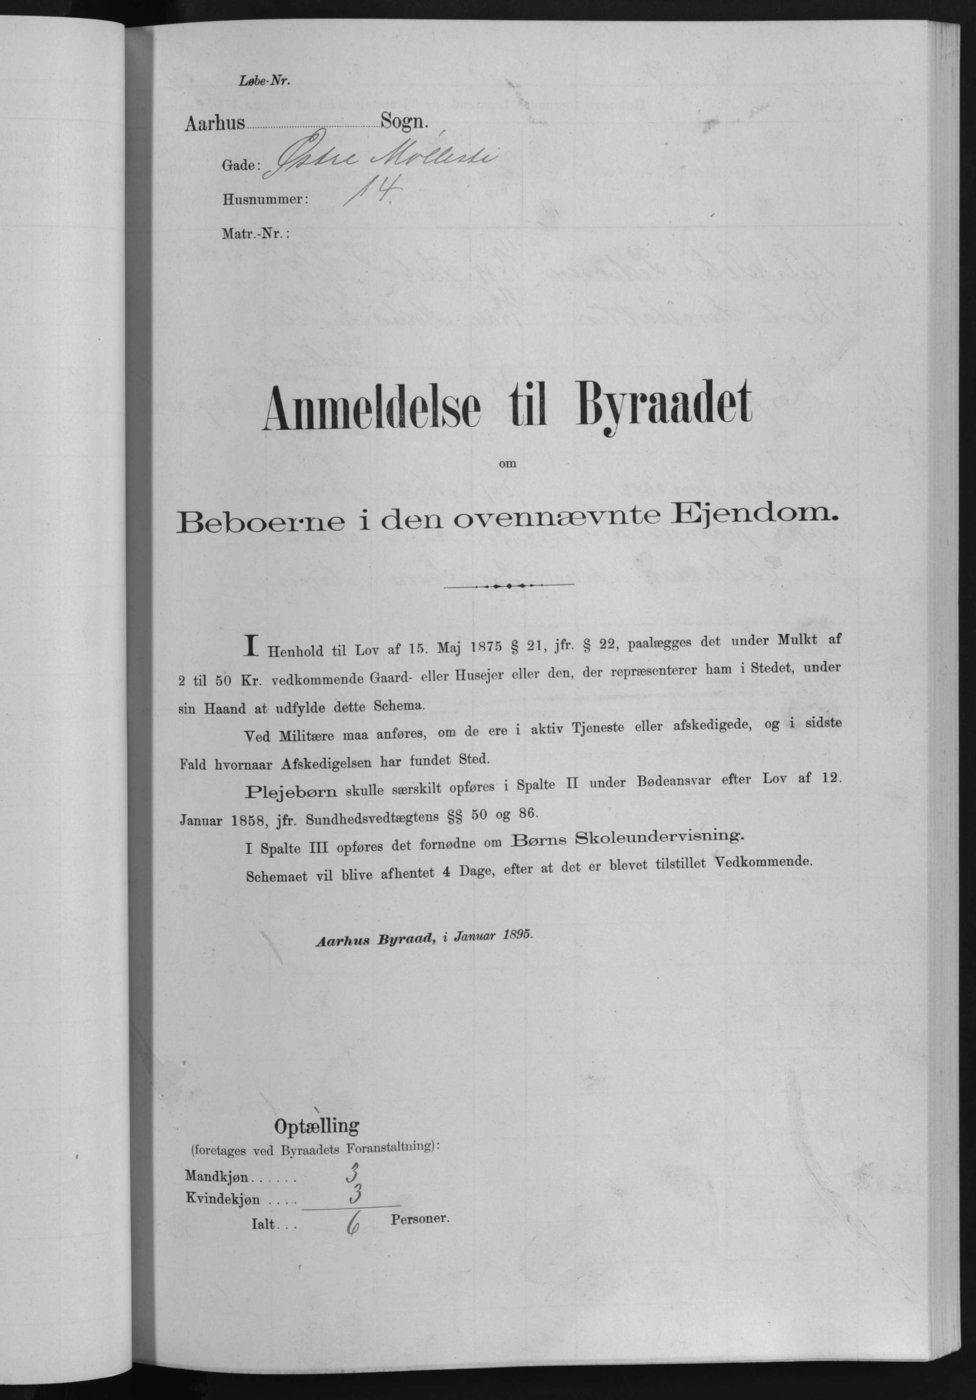 Løbe-Nr.
Aarhus Sogn.
Gade: Østre Møllesti
Husnummer: 14.
Matr.-Nr.:
Anmeldelse til Byraadet
om
Beboerne i den ovennævnte Ejendom.
I Henhold til Lov af 15. Maj 1875 § 21, jfr. § 22, paalægges det under Mulkt af
2 til 50 Kr. vedkommende Gaard- eller Husejer eller den, der repræsenterer ham i Stedet, under
sin Haand at udfylde dette Schema.
Ved Militære maa anføres, om de ere i aktiv Tjeneste eller afskedigede, og i sidste
Fald hvornaar Afskedigelsen har fundet Sted.
Plejebørn skulle særskilt opføres i Spalte II under Bødeansvar efter Lov af 12.
Januar 1858, jfr. Sundhedsvedtægtens §§ 50 og 86.
I Spalte III opføres det fornødne om Børns Skoleundervisning.
Schemaet vil blive afhentet 4 Dage, efter at det er blevet tilstillet Vedkommende.
Aarhus Byraad, i Januar 1895.
Optælling
(foretages ved Byraadets Foranstaltning):
Mandkjøn...... 3
Kvindekjøn .... 3
Ialt... 6 Personer.